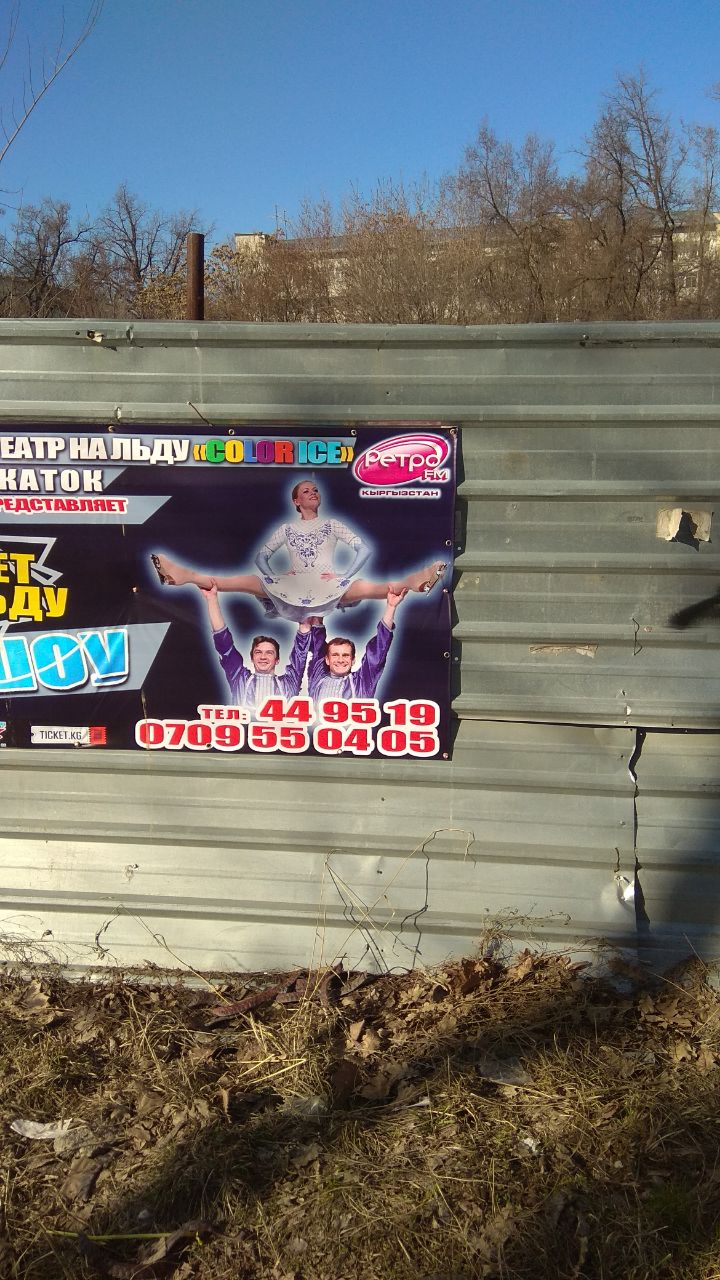 ЕАТР НА ЛЬДУ «COLOR ICE»
КАТОК
РЕДСТАВЛЯЕТ
Ретро FM
КЫРГЫЗСТАН
ЕТ
ЬДУ
ШОУ
TICKET.KG
ТЕЛ: 44 95 19
0709 55 04 05